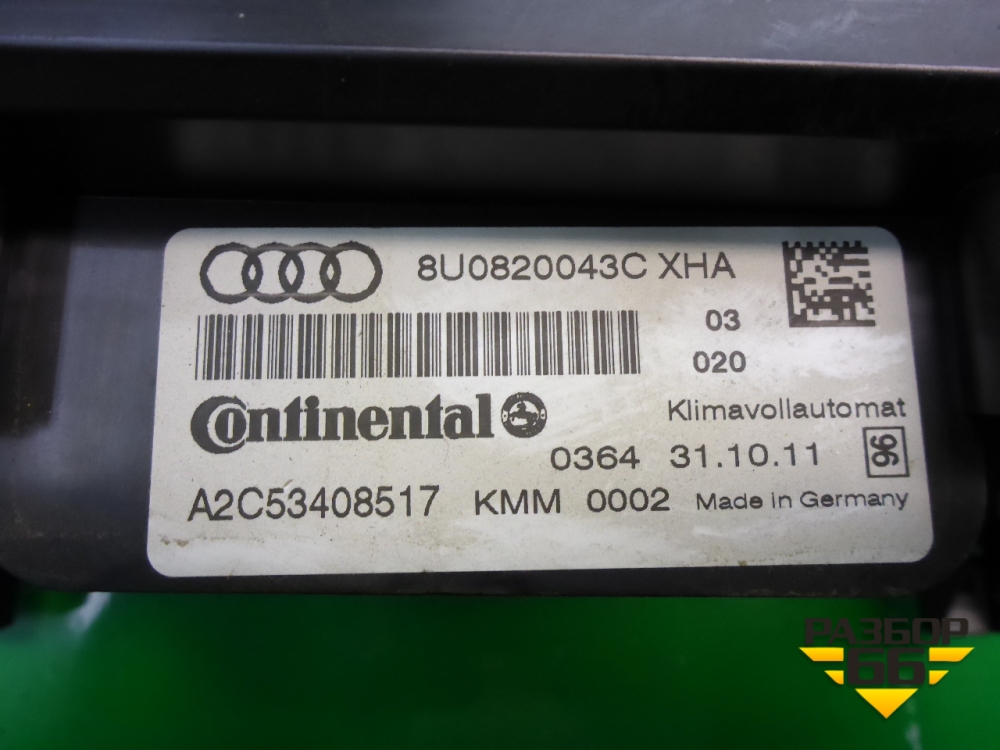 8U0820043C XHA
03
020
Continental
Klimavollautomat
0364 31.10.11 96
A2C53408517 KMM 0002 Made in Germany
РАЗБОР
66